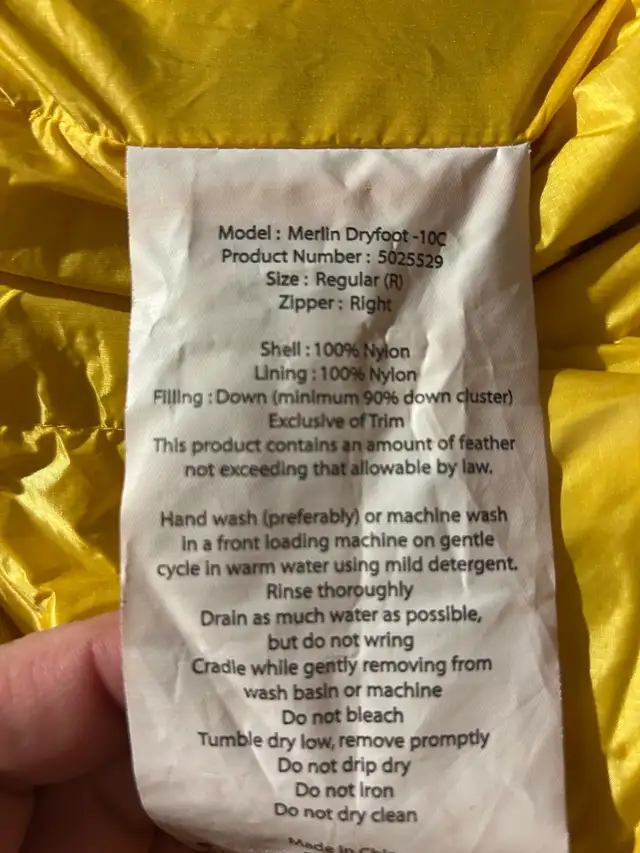 Model : Merlin Dryfoot -10C
Product Number : 5025529
Size : Regular (R)
Zipper : Right
Shell : 100% Nylon
Lining : 100% Nylon
Filling : Down (minimum 90% down cluster)
Exclusive of Trim
This product contains an amount of feather
not exceeding that allowable by law.
Hand wash (preferably) or machine wash
in a front loading machine on gentle
cycle in warm water using mild detergent.
Rinse thoroughly
Drain as much water as possible,
but do not wring
Cradle while gently removing from
wash basin or machine
Do not bleach
Tumble dry low, remove promptly
Do not drip dry
Do not iron
Do not dry clean
Made in